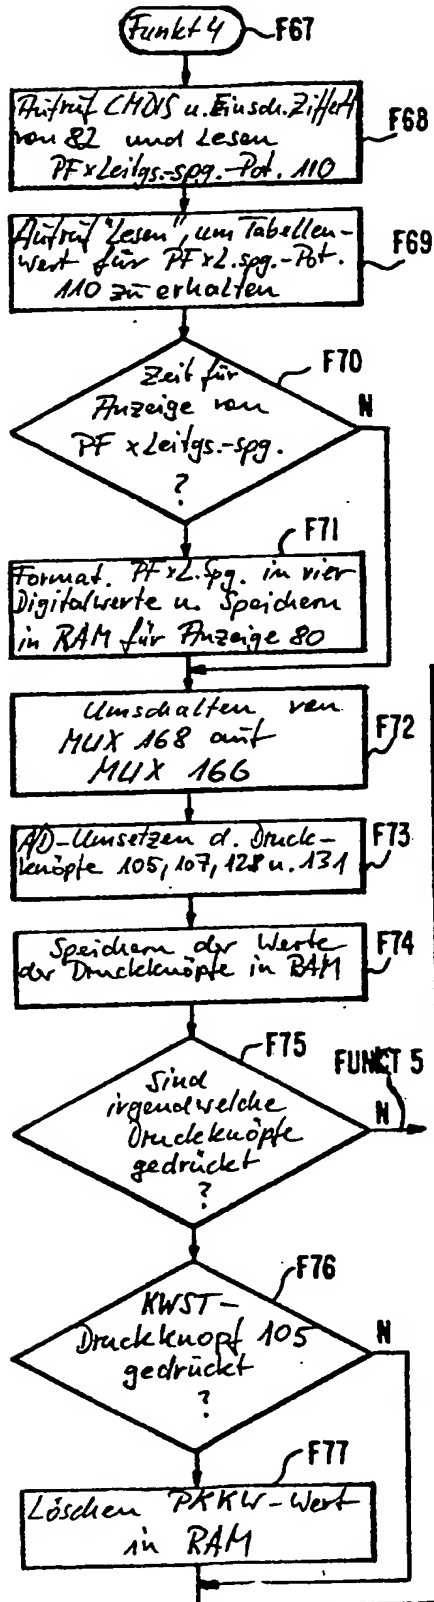 Funkt 4
F67
Aufruf CMDIS u. Einsch. Ziffer 4
von 82 und Lesen
PF x Leitgs.-spg.-Pot. 110
F68
Aufruf "Lesen", um Tabellen-
wert für PF x L.spg.-Pot.
110 zu erhalten
F69
F70
Zeit für
Anzeige von
PF x Leitgs.-spg.
?
N
F71
Format. PF x L.Spg. in vier
Digitalwerte u. Speichern
in RAM für Anzeige 80
Umschalten von
MUX 168 auf
MUX 166
F72
A/D-Umsetzen d. Druck-
knöpfe 105, 107, 128 u. 131
F73
Speichern der Werte
der Druckknöpfe in RAM
F74
F75
Sind
irgendwelche
Druckknöpfe
gedrückt
?
FUNKT 5
N
F76
KWST-
Druckknopf 105
gedrückt
?
N
F77
Löschen PKKW-Wert
in RAM